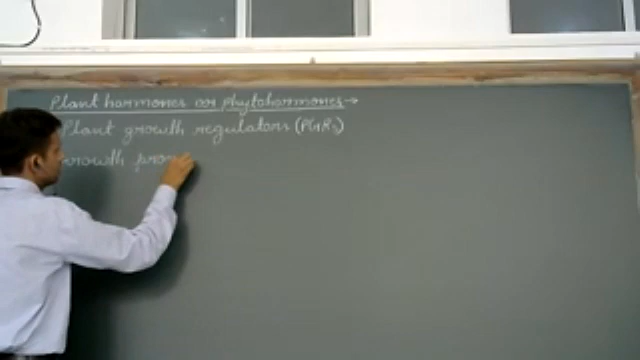 Plant hormones or phytohormones →
Plant growth regulators (PGRs)
Growth pro